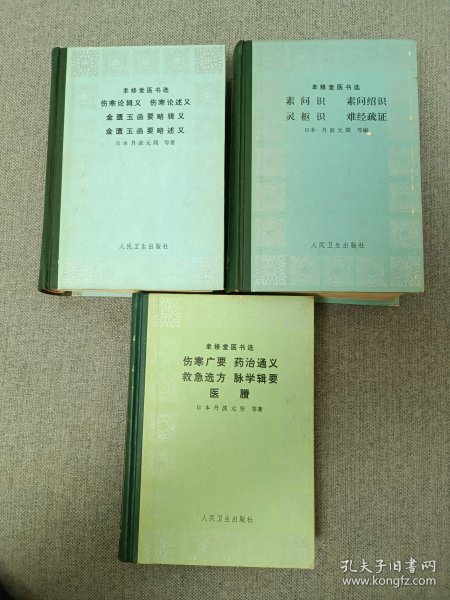 聿修堂医书选
伤寒论辑义 伤寒论述义
金匮玉函要略辑义
金匮玉函要略述义
日本 丹波元简 等著
人民卫生出版社
聿修堂医书选
素问识 素问绍识
灵枢识 难经疏证
日本 丹波元简 等编
人民卫生出版社
聿修堂医书选
伤寒广要 药治通义
救急选方 脉学辑要
医賸
日本 丹波元坚 等著
人民卫生出版社
孔夫子旧书网
www.kongfz.com